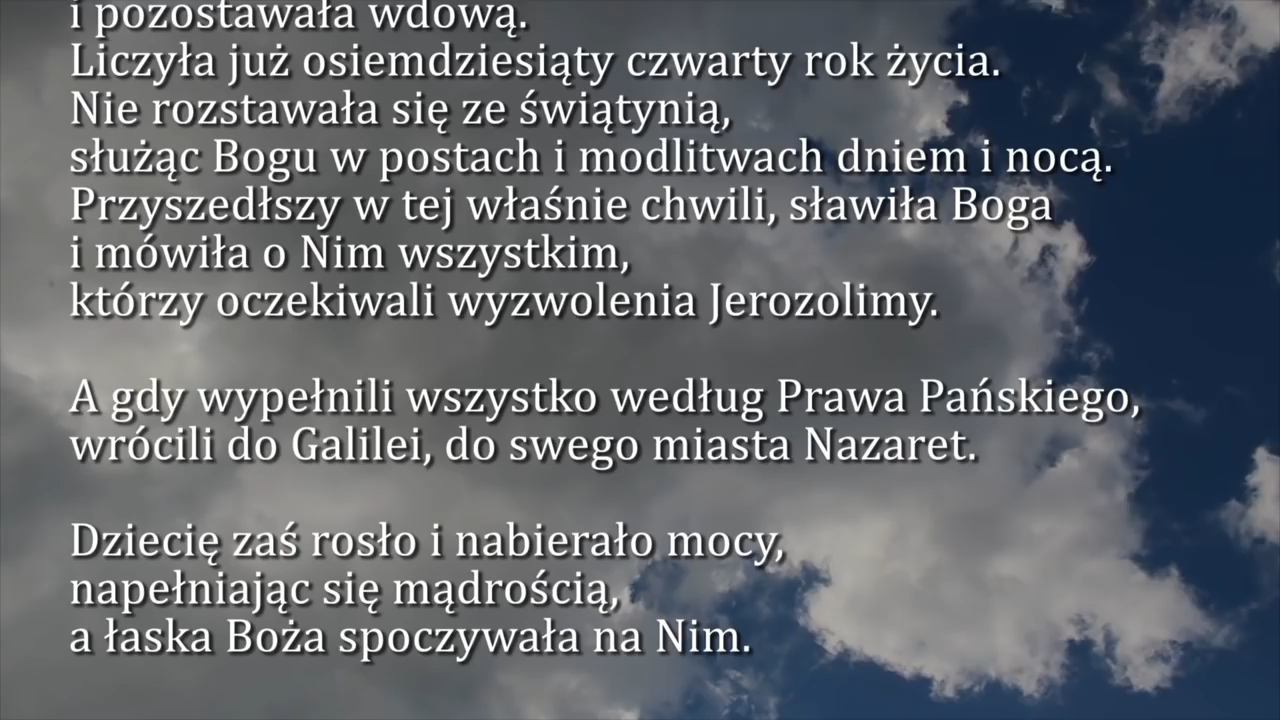 i pozostawała wdową.
Liczyła już osiemdziesiąty czwarty rok życia.
Nie rozstawała się ze świątynią,
służąc Bogu w postach i modlitwach dniem i nocą.
Przyszedłszy w tej właśnie chwili, sławiła Boga
i mówiła o Nim wszystkim,
którzy oczekiwali wyzwolenia Jerozolimy.
A gdy wypełnili wszystko według Prawa Pańskiego,
wrócili do Galilei, do swego miasta Nazaret.
Dziecię zaś rosło i nabierało mocy,
napełniając się mądrością,
a łaska Boża spoczywała na Nim.